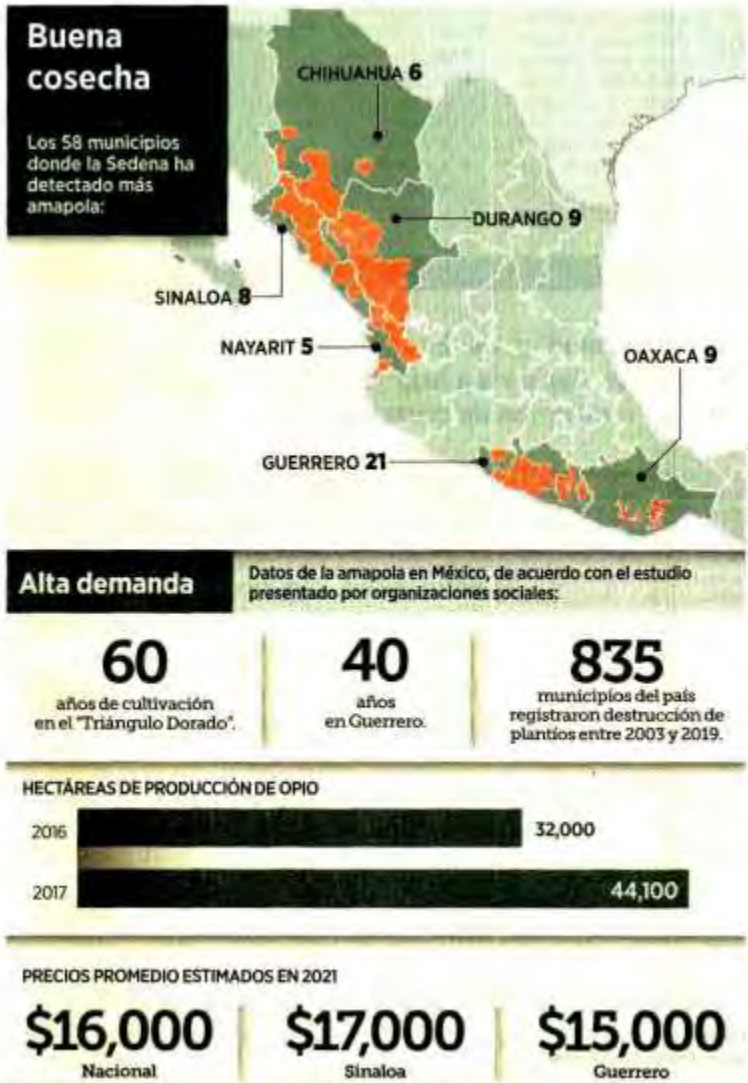 Buena
cosecha
Los 58 municipios
donde la Sedena ha
detectado más
amapola:
CHIHUAHUA 6
DURANGO 9
SINALOA 8
NAYARIT 5
OAXACA 9
GUERRERO 21
Alta demanda
Datos de la amapola en México, de acuerdo con el estudio
presentado por organizaciones sociales:
60
años de cultivación
en el "Triángulo Dorado".
40
años
en Guerrero.
835
municipios del país
registraron destrucción de
plantíos entre 2003 y 2019.
HECTÁREAS DE PRODUCCIÓN DE OPIO
2016
32,000
2017
44,100
PRECIOS PROMEDIO ESTIMADOS EN 2021
$16,000
Nacional
$17,000
Sinaloa
$15,000
Guerrero